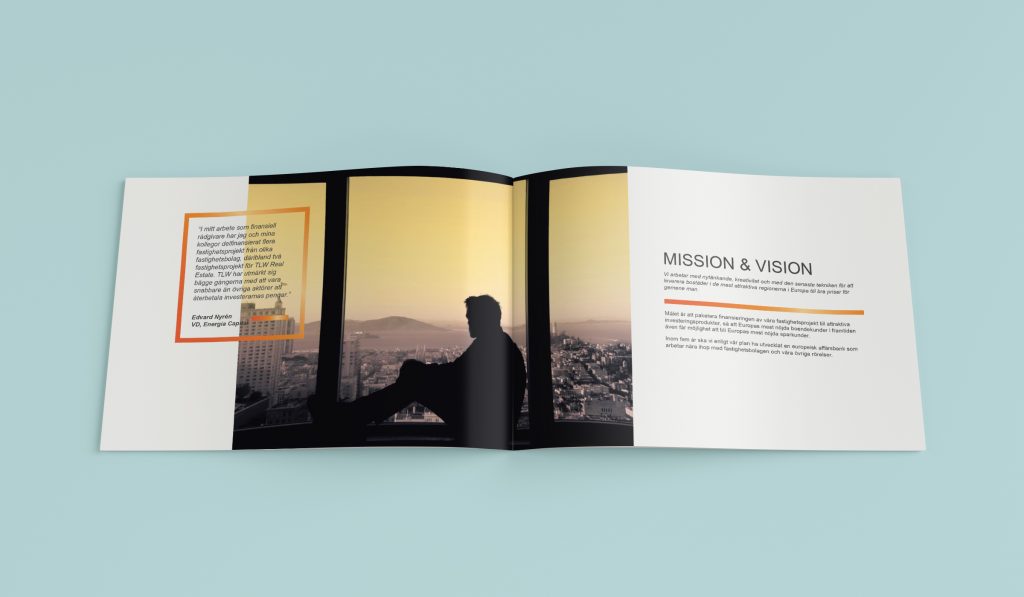 "I mitt arbete som finansiell
rådgivare har jag och mina
kollegor delfinansierat flera
fastighetsprojekt från olika
fastighetsbolag, däribland två
fastighetsprojekt för TLW Real
Estate. TLW har utmärkt sig
bägge gångerna med att vara
snabbare än övriga aktörer att
återbetala investerarnas pengar."
Edvard Nyrén
VD, Energie Capital
MISSION & VISION
Vi arbetar med nytänkande, kreativitet och med den senaste tekniken för att
leverera bostäder i de mest attraktiva regionerna i Europa till bra priser för
gemene man.
Målet är att paketera finansieringen av våra fastighetsprojekt till attraktiva
investeringsprodukter, så att Europas mest nöjda boendekunder i framtiden
även får möjlighet att bli Europas mest nöjda sparkunder.
Inom fem år ska vi enligt vår plan ha utvecklat en europeisk affärsbank som
arbetar nära ihop med fastighetsbolagen och våra övriga rörelser.